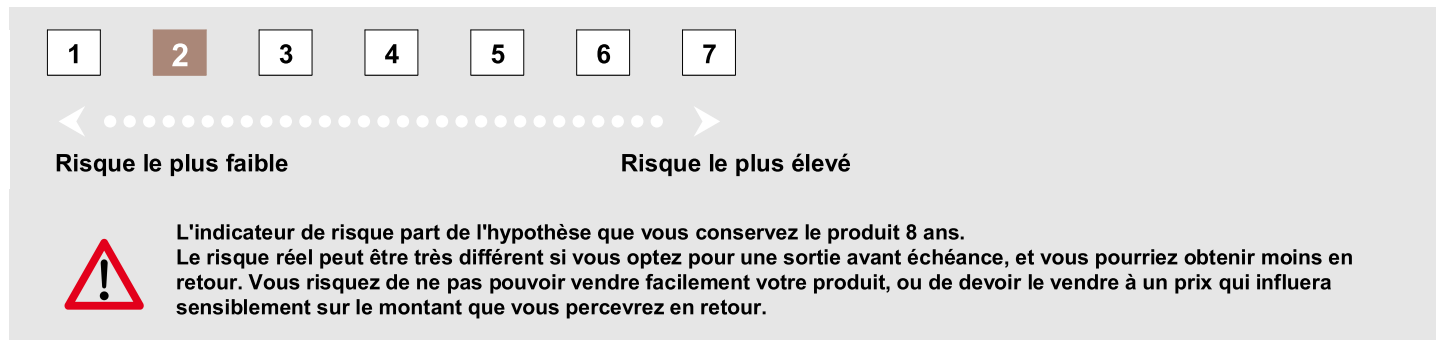 1 2 3 4 5 6 7
Risque le plus faible Risque le plus élevé
L'indicateur de risque part de l'hypothèse que vous conservez le produit 8 ans.
Le risque réel peut être très différent si vous optez pour une sortie avant échéance, et vous pourriez obtenir moins en
retour. Vous risquez de ne pas pouvoir vendre facilement votre produit, ou de devoir le vendre à un prix qui influera
sensiblement sur le montant que vous percevrez en retour.